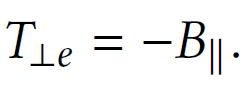 T⊥e = −B∥.